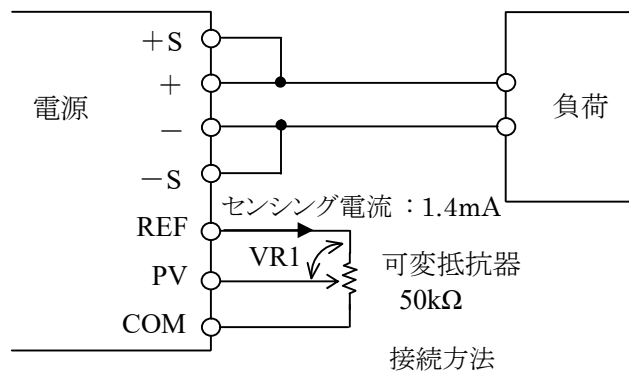 +S
+
電源
負荷
−
−S
センシング電流 : 1.4mA
REF
VR1
可変抵抗器
PV
50kΩ
COM
接続方法